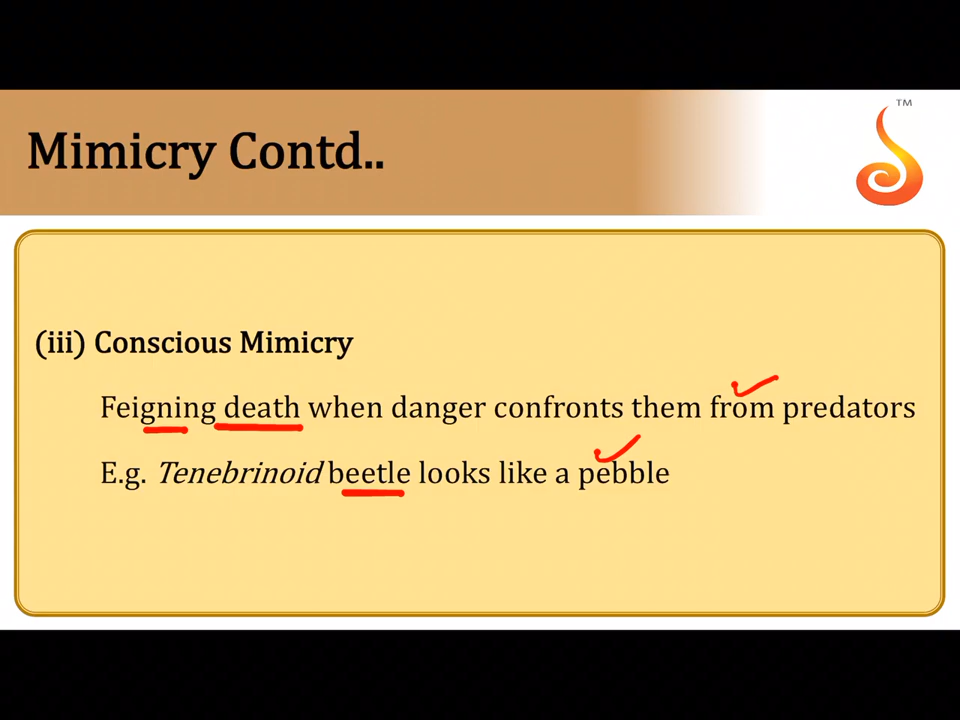 TM
Mimicry Contd..
(iii) Conscious Mimicry
Feigning death when danger confronts them from predators
E.g. Tenebrinoid beetle looks like a pebble